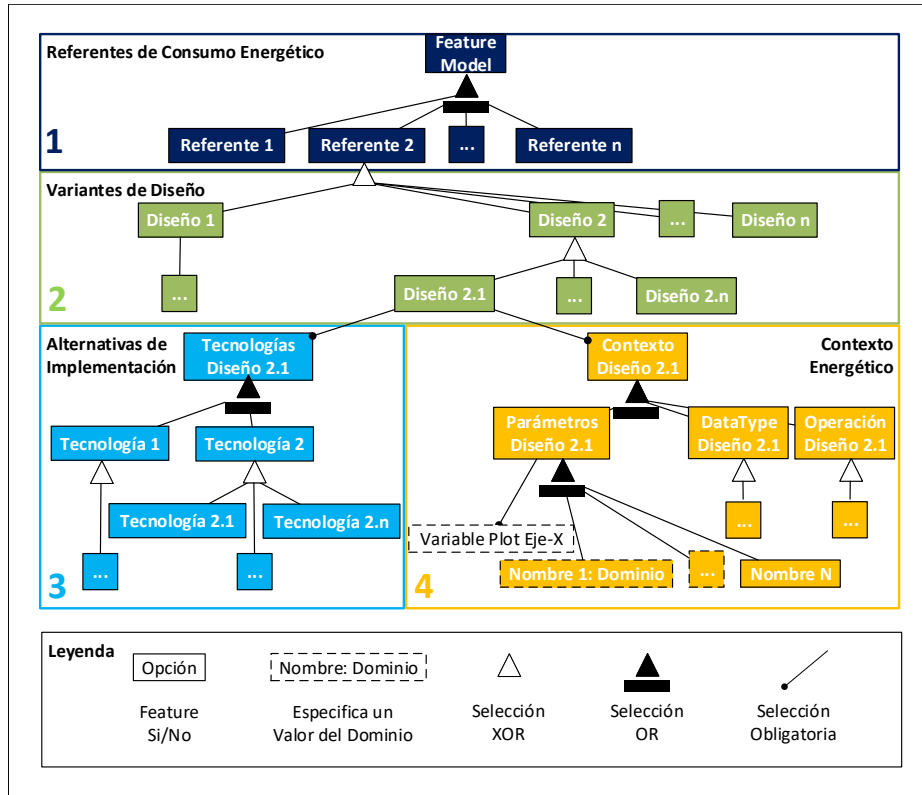 Referentes de Consumo Energético
Feature
Model
1
Referente 1
Referente 2
...
Referente n
Variantes de Diseño
Diseño 1
Diseño 2
...
Diseño n
2
...
Diseño 2.1
...
Diseño 2.n
Alternativas de
Implementación
Tecnologías
Diseño 2.1
Tecnología 1
Tecnología 2
Tecnología 2.1
Tecnología 2.n
...
...
3
Contexto
Diseño 2.1
Contexto
Energético
Parámetros
Diseño 2.1
DataType
Diseño 2.1
Operación
Diseño 2.1
...
...
Variable Plot Eje-X
Nombre 1: Dominio
...
Nombre N
4
Leyenda
Opción
Nombre: Dominio
Feature
Si/No
Especifica un
Valor del Dominio
Selección
XOR
Selección
OR
Selección
Obligatoria